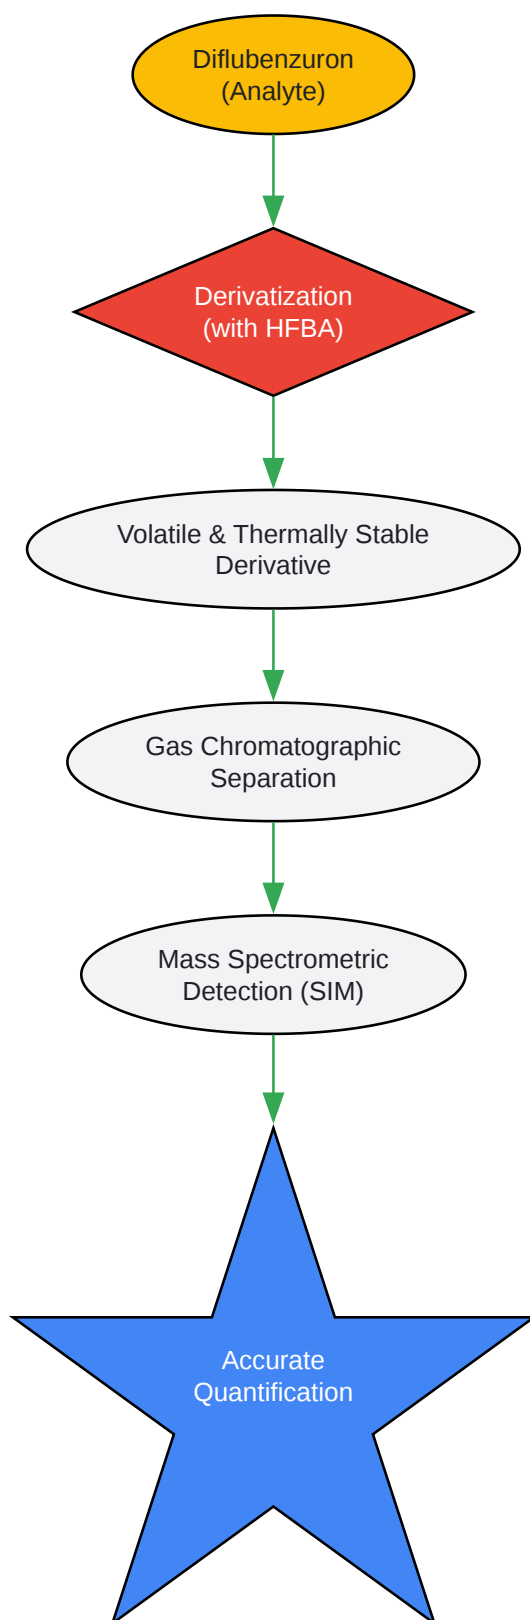 Diflubenzuron
(Analyte)
Derivatization
(with HFBA)
Volatile & Thermally Stable
Derivative
Gas Chromatographic
Separation
Mass Spectrometric
Detection (SIM)
Accurate
Quantification